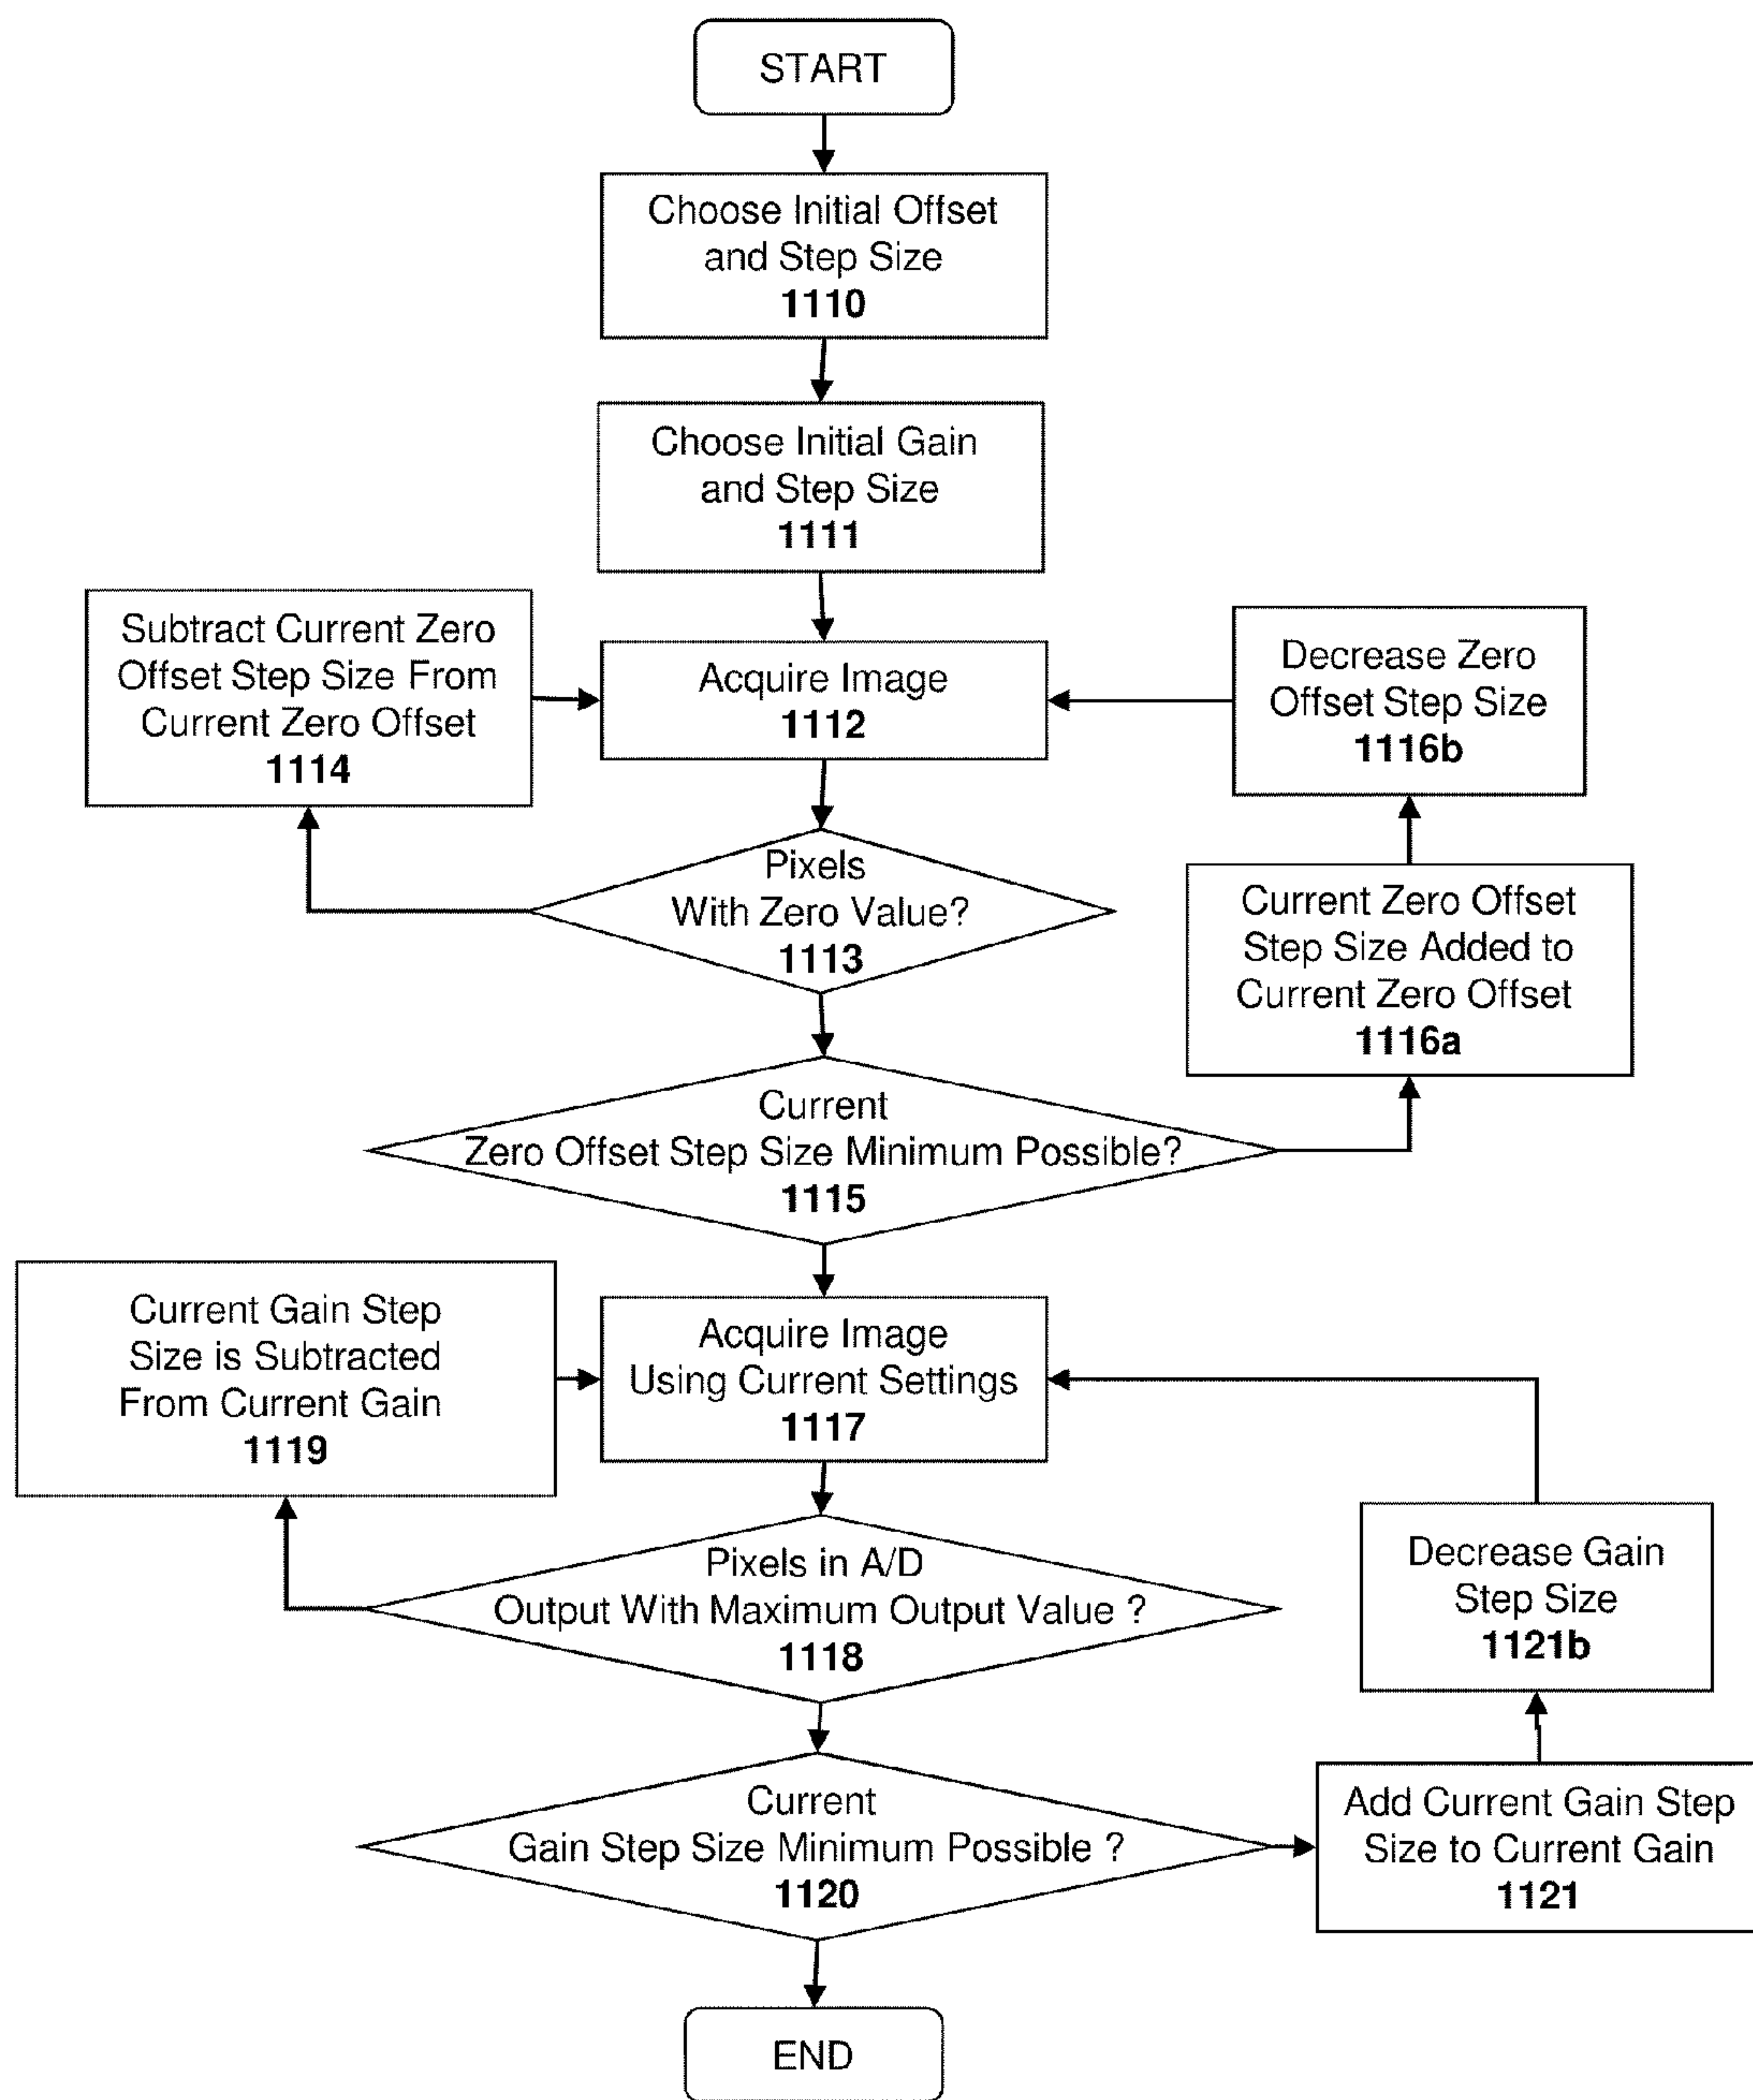 START
Choose Initial Offset
and Step Size
1110
Choose Initial Gain
and Step Size
1111
Subtract Current Zero
Offset Step Size From
Current Zero Offset
1114
Acquire Image
1112
Decrease Zero
Offset Step Size
1116b
Pixels
With Zero Value?
1113
Current Zero Offset
Step Size Added to
Current Zero Offset
1116a
Current
Zero Offset Step Size Minimum Possible?
1115
Current Gain Step
Size is Subtracted
From Current Gain
1119
Acquire Image
Using Current Settings
1117
Pixels in A/D
Output With Maximum Output Value ?
1118
Decrease Gain
Step Size
1121b
Current
Gain Step Size Minimum Possible ?
1120
Add Current Gain Step
Size to Current Gain
1121
END